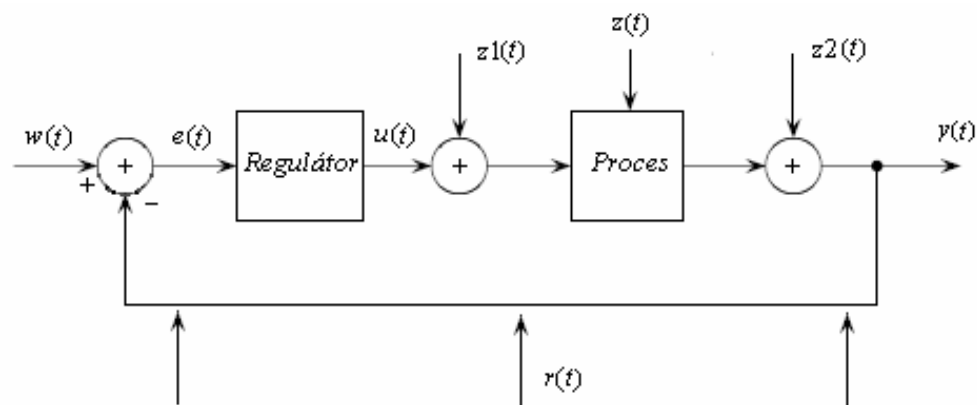 z(t)
z1(t)
z2(t)
w(t)
e(t)
u(t)
y(t)
+
Regulátor
+
Proces
+
+
−
r(t)